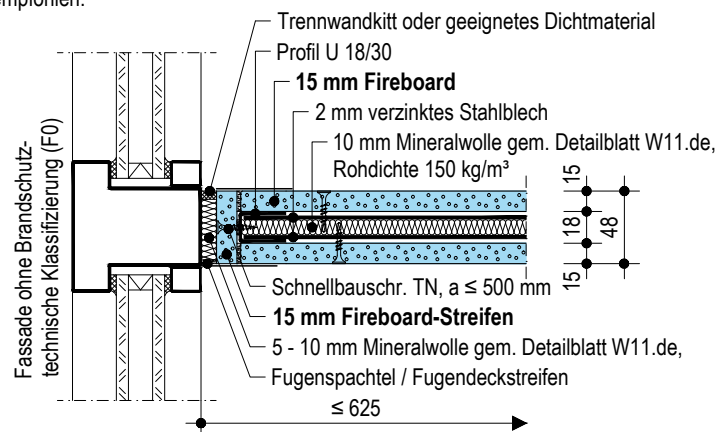 Trennwandkitt oder geeignetes Dichtmaterial
Profil U 18/30
15 mm Fireboard
2 mm verzinktes Stahlblech
10 mm Mineralwolle gem. Detailblatt W11.de,
Rohdichte 150 kg/m³
Fassade ohne Brandschutz-
technische Klassifizierung (F0)
15
18
48
15
Schnellbauschr. TN, a ≤ 500 mm
15 mm Fireboard-Streifen
5 - 10 mm Mineralwolle gem. Detailblatt W11.de,
Fugenspachtel / Fugendeckstreifen
≤ 625